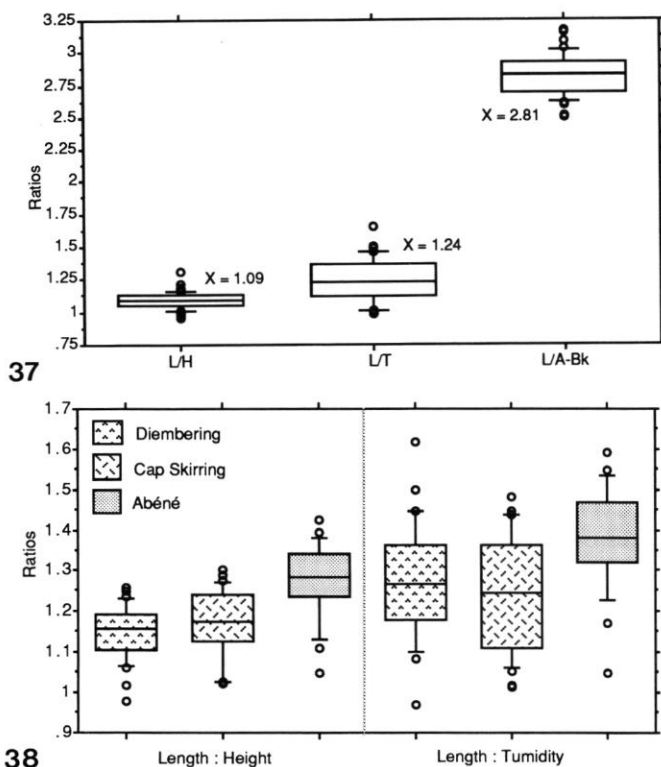 3.25
3
2.75
2.5
2.25
2
1.75
1.5
1.25
1
.75
Ratios
X = 1.09
X = 1.24
X = 2.81
L/H
L/T
L/A-Bk
37
1.7
1.6
1.5
1.4
1.3
1.2
1.1
1
.9
Ratios
Diembering
Cap Skirring
Abéné
Length : Height
Length : Tumidity
38